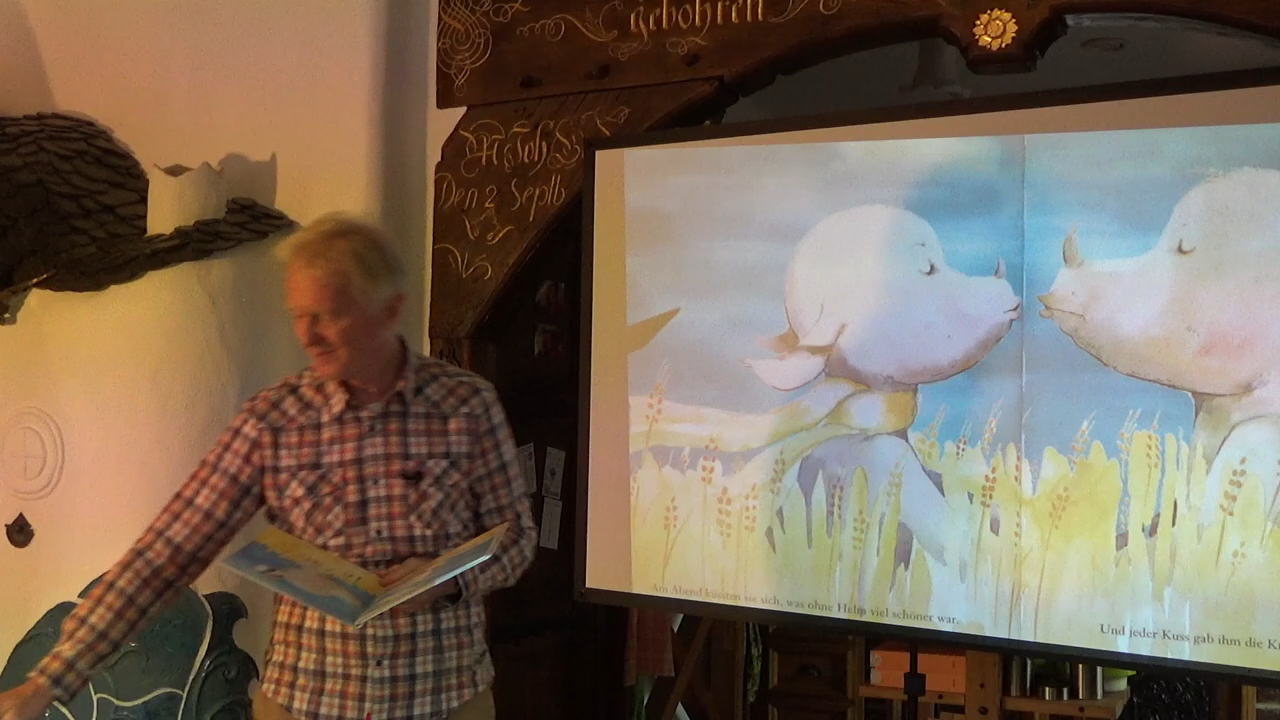 gebohren
Den 2 Septb
Am Abend küssten sie sich, was ohne Helm viel schöner war.
Und jeder Kuss gab ihm die